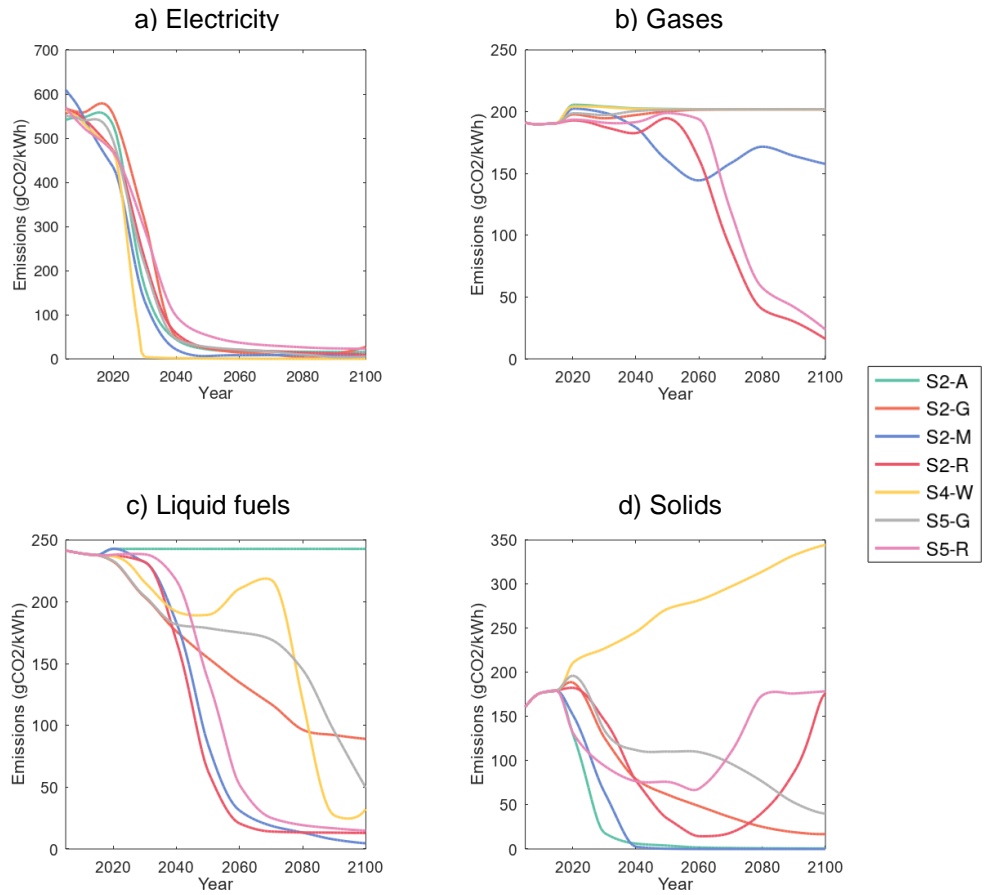 a) Electricity
700
600
500
400
300
200
100
0
Emissions (gCO2/kWh)
2020 2040 2060 2080 2100
Year
b) Gases
250
200
150
100
50
0
Emissions (gCO2/kWh)
2020 2040 2060 2080 2100
Year
S2-A
S2-G
S2-M
S2-R
S4-W
S5-G
S5-R
c) Liquid fuels
250
200
150
100
50
0
Emissions (gCO2/kWh)
2020 2040 2060 2080 2100
Year
d) Solids
350
300
250
200
150
100
50
0
Emissions (gCO2/kWh)
2020 2040 2060 2080 2100
Year